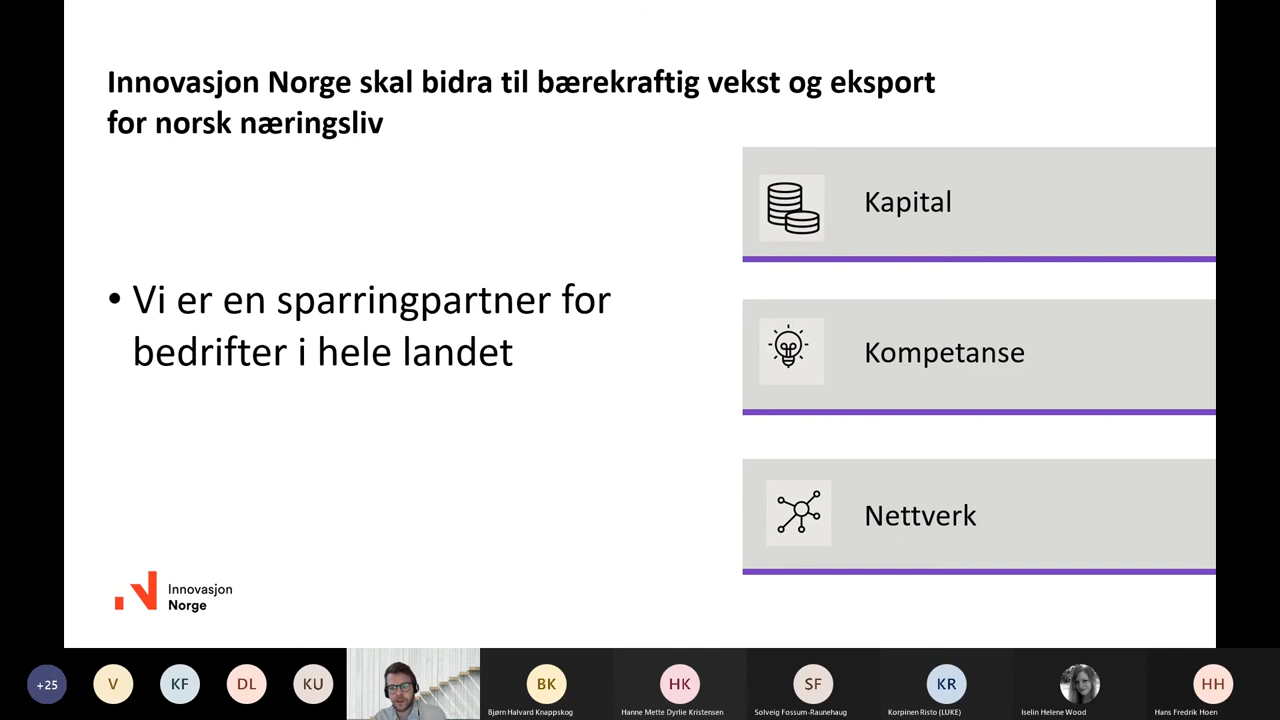 Innovasjon Norge skal bidra til bærekraftig vekst og eksport
for norsk næringsliv
• Vi er en sparringpartner for
bedrifter i hele landet
Kapital
Kompetanse
Nettverk
Innovasjon
Norge
+25
V
KF
DL
KU
BK
Bjørn Halvard Knappskog
HK
Hanne Mette Dyrlie Kristensen
SF
Solveig Fossum-Raunehaug
KR
Korpinen Risto (LUKE)
Iselin Helene Wood
HH
Hans Fredrik Hoen